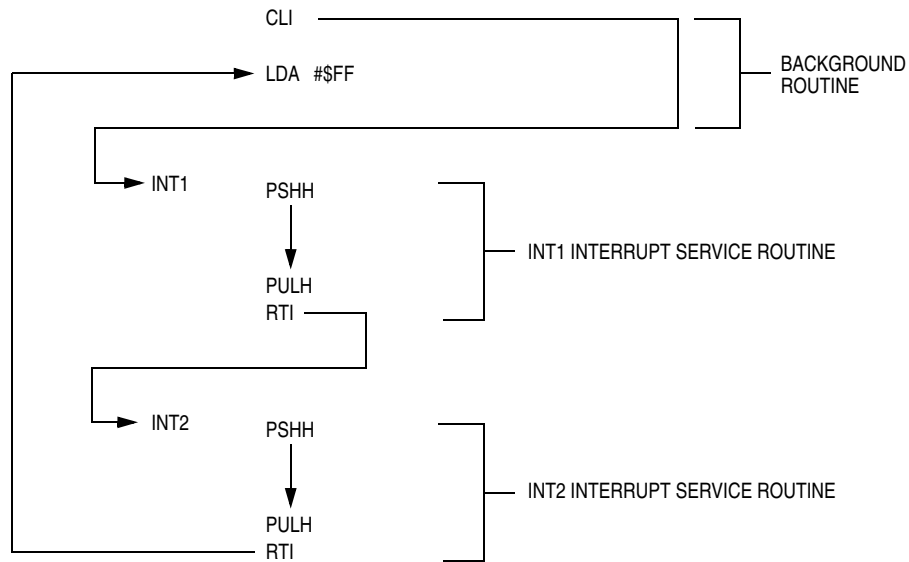 CLI
LDA #$FF
BACKGROUND
ROUTINE
INT1
PSHH
INT1 INTERRUPT SERVICE ROUTINE
PULH
RTI
INT2
PSHH
INT2 INTERRUPT SERVICE ROUTINE
PULH
RTI